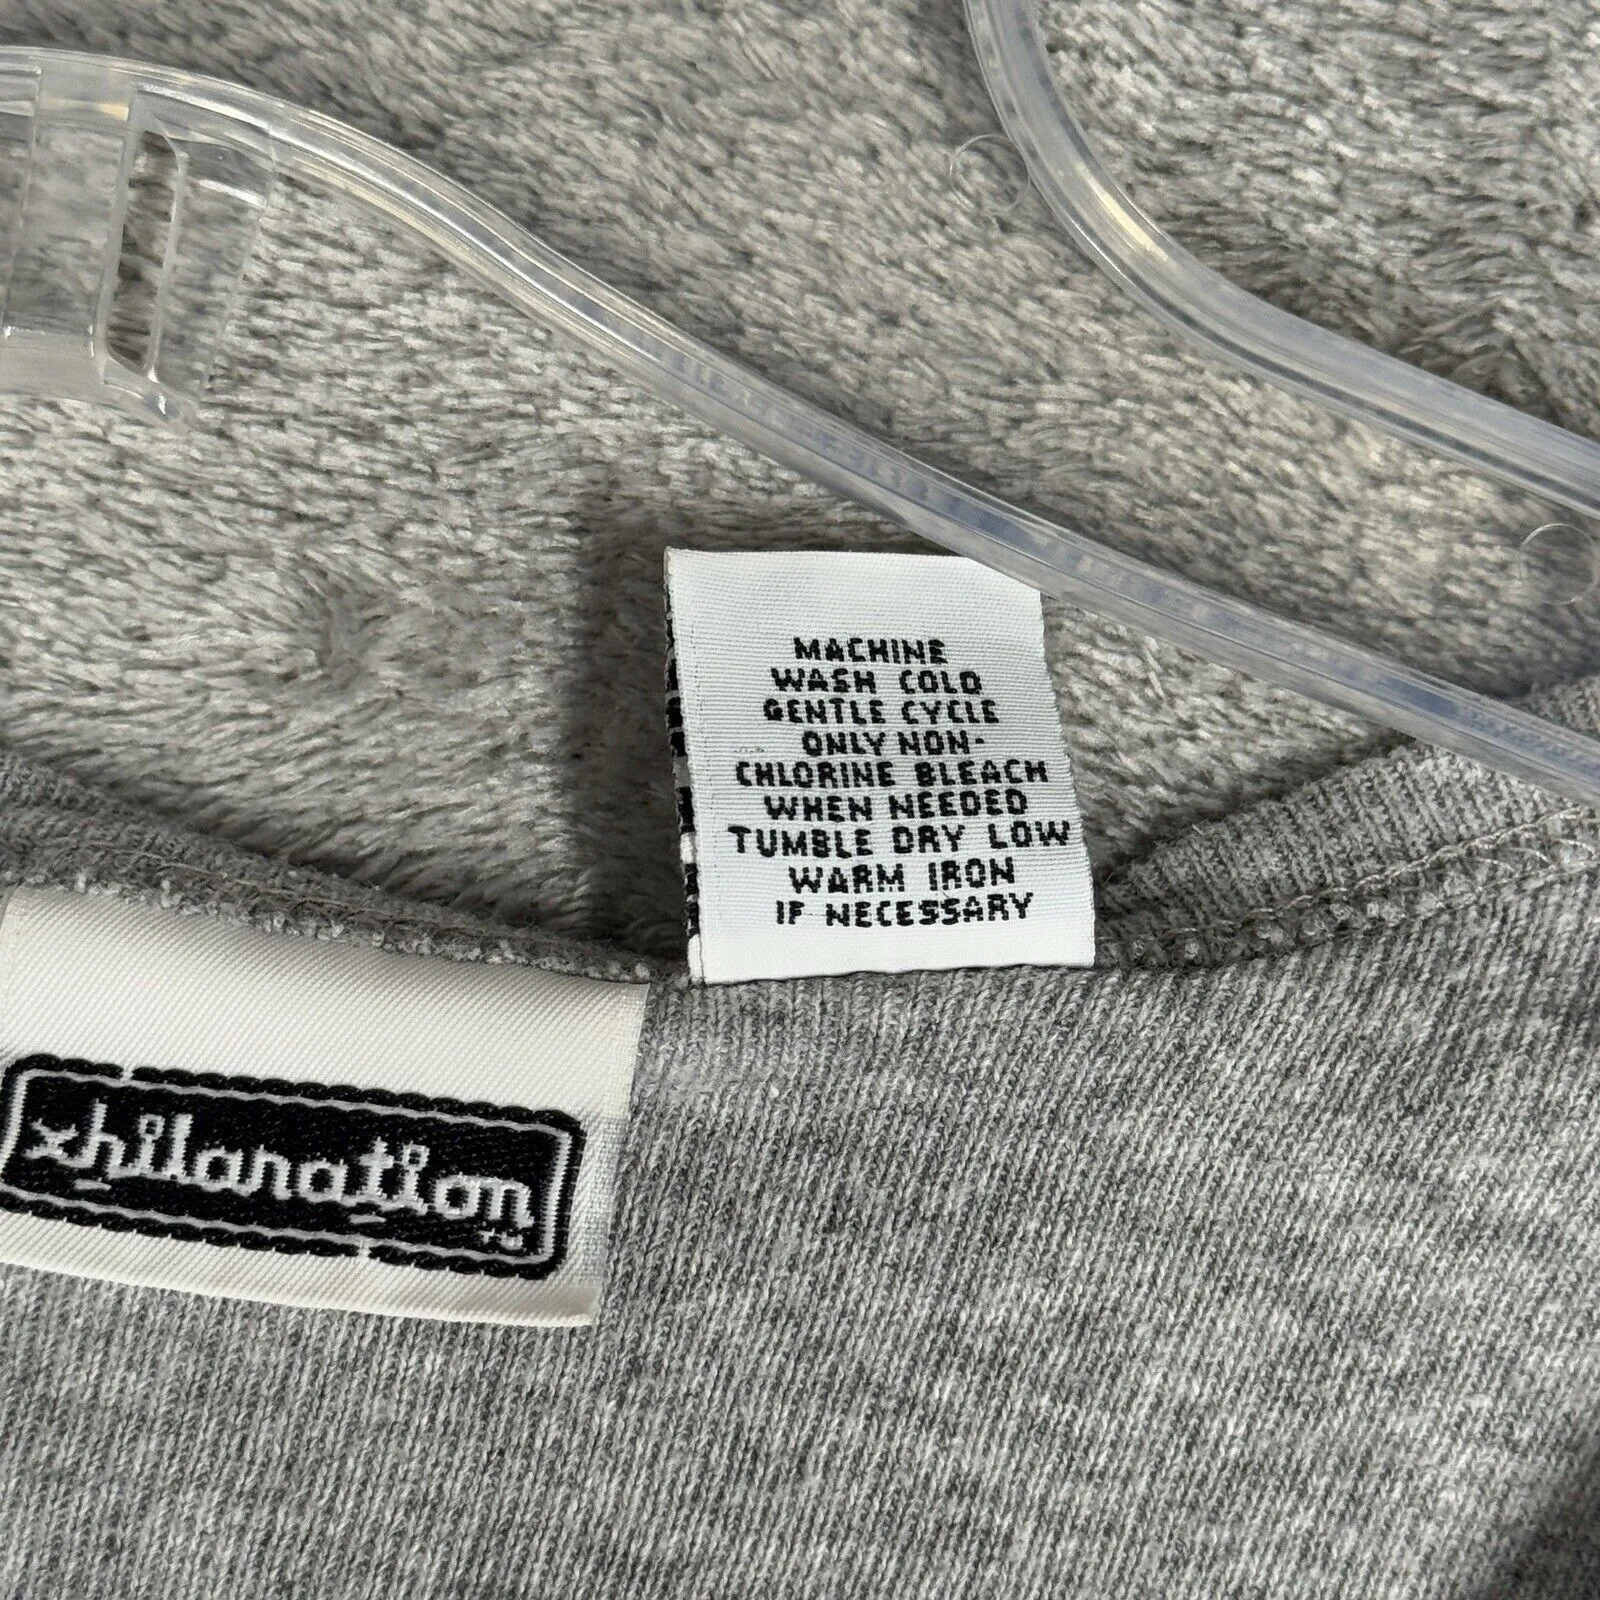 MACHINE
WASH COLD
GENTLE CYCLE
ONLY NON-
CHLORINE BLEACH
WHEN NEEDED
TUMBLE DRY LOW
WARM IRON
IF NECESSARY
xhilaration
TM